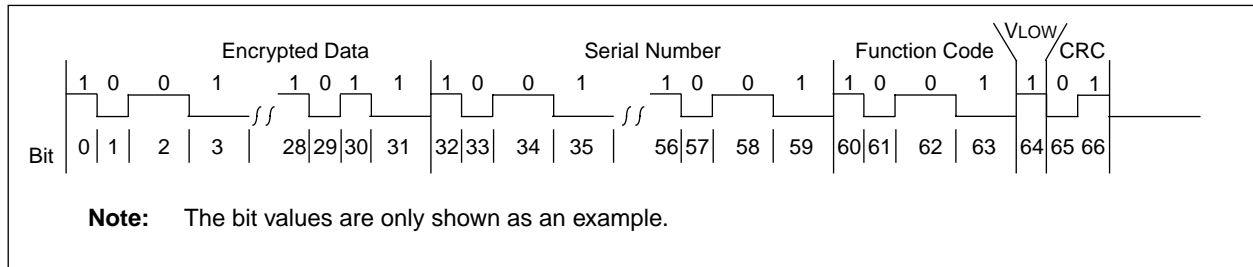 VLOW
Encrypted Data Serial Number Function Code CRC
1 0 0 1 1 0 1 1 1 0 0 1 1 0 0 1 1 0 0 1 1 0 1
Bit 0 1 2 3 28 29 30 31 32 33 34 35 56 57 58 59 60 61 62 63 64 65 66
Note: The bit values are only shown as an example.